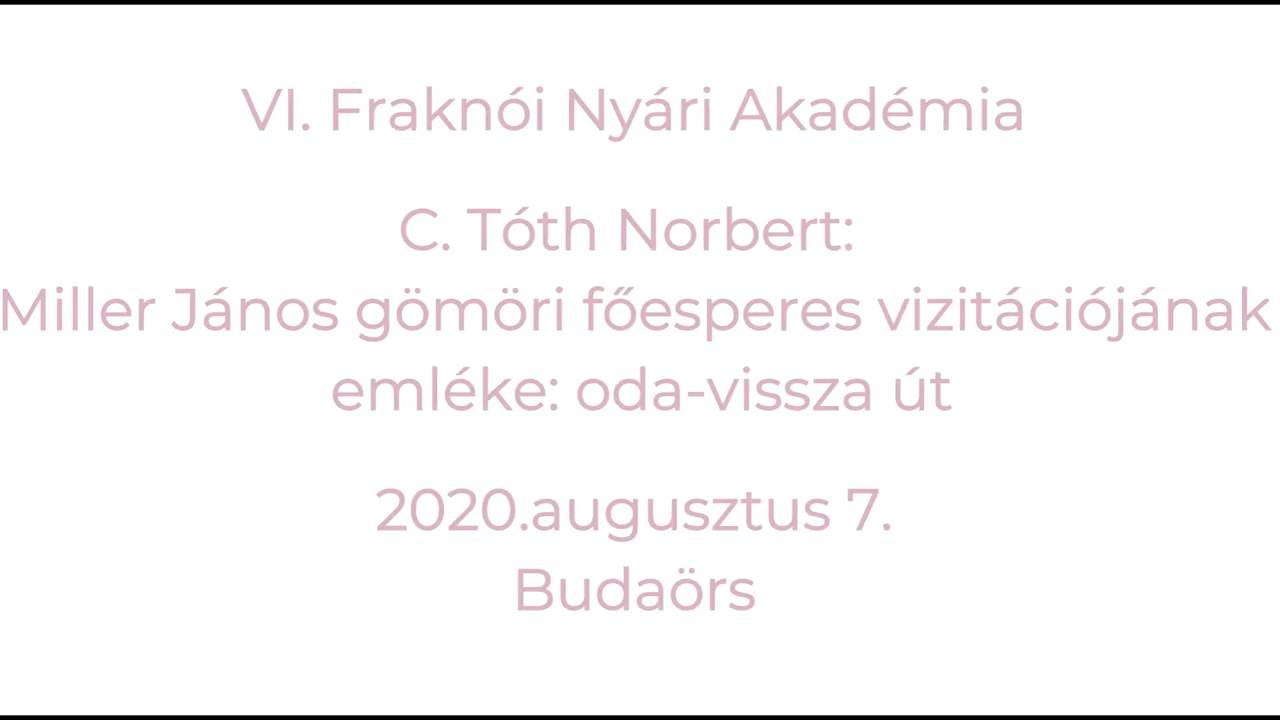 VI. Fraknói Nyári Akadémia
C. Tóth Norbert:
Miller János gömöri főesperes vizitációjának
emléke: oda-vissza út
2020.augusztus 7.
Budaörs